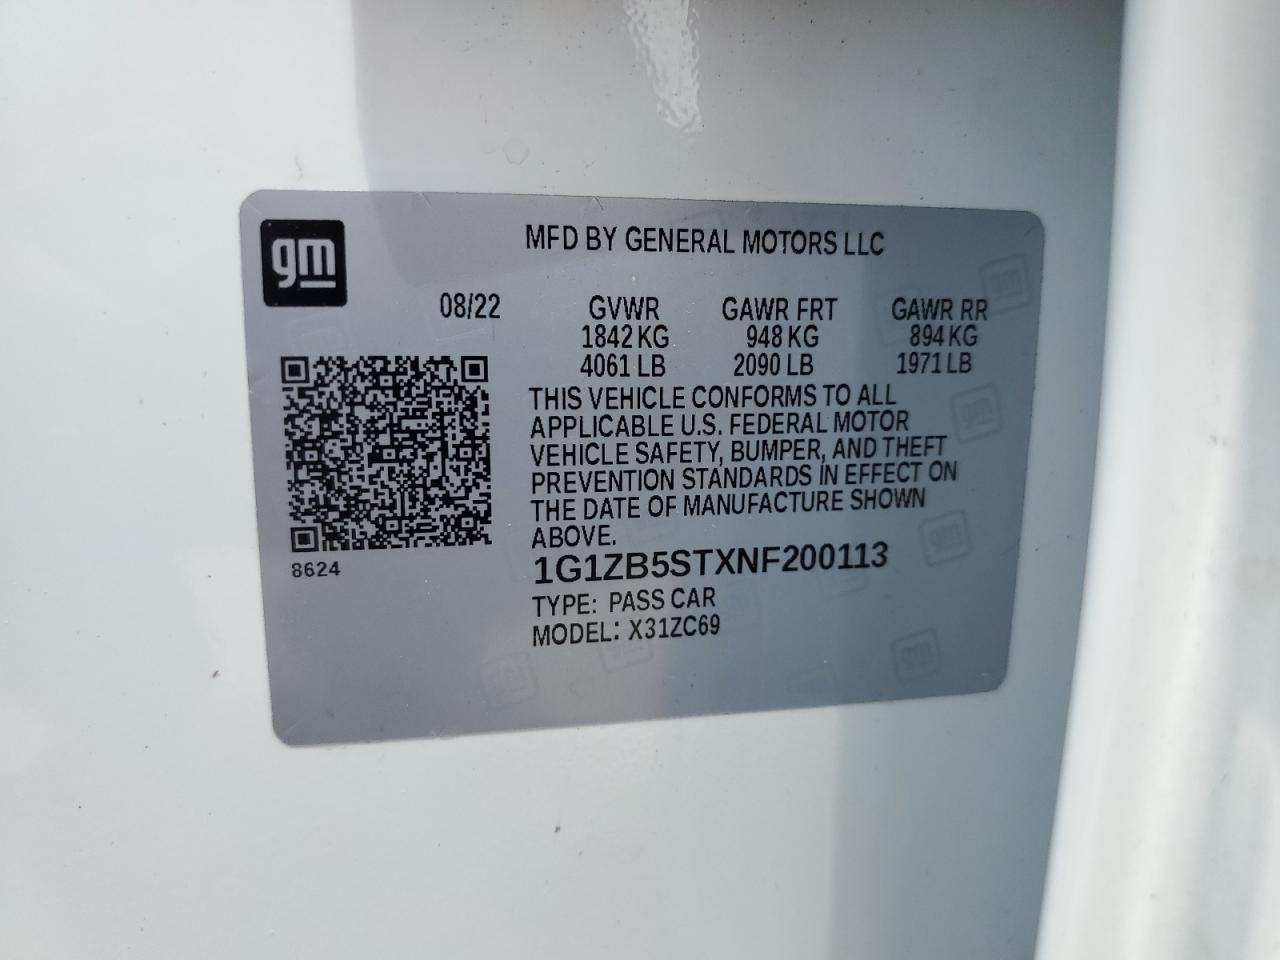 gm
MFD BY GENERAL MOTORS LLC
08/22 GVWR GAWR FRT GAWR RR
1842 KG 948 KG 894 KG
4061 LB 2090 LB 1971 LB
THIS VEHICLE CONFORMS TO ALL
APPLICABLE U.S. FEDERAL MOTOR
VEHICLE SAFETY, BUMPER, AND THEFT
PREVENTION STANDARDS IN EFFECT ON
THE DATE OF MANUFACTURE SHOWN
ABOVE.
8624
1G1ZB5STXNF200113
TYPE: PASS CAR
MODEL: X31ZC69